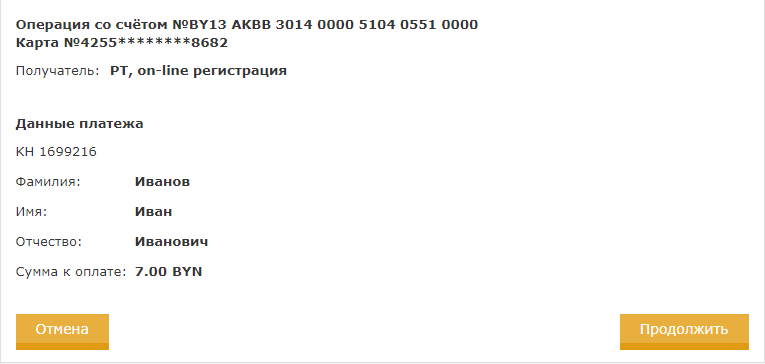 Операция со счётом №BY13 AKBB 3014 0000 5104 0551 0000
Карта №4255********8682
Получатель: РТ, on-line регистрация
Данные платежа
КН 1699216
Фамилия: Иванов
Имя: Иван
Отчество: Иванович
Сумма к оплате: 7.00 BYN
Отмена Продолжить